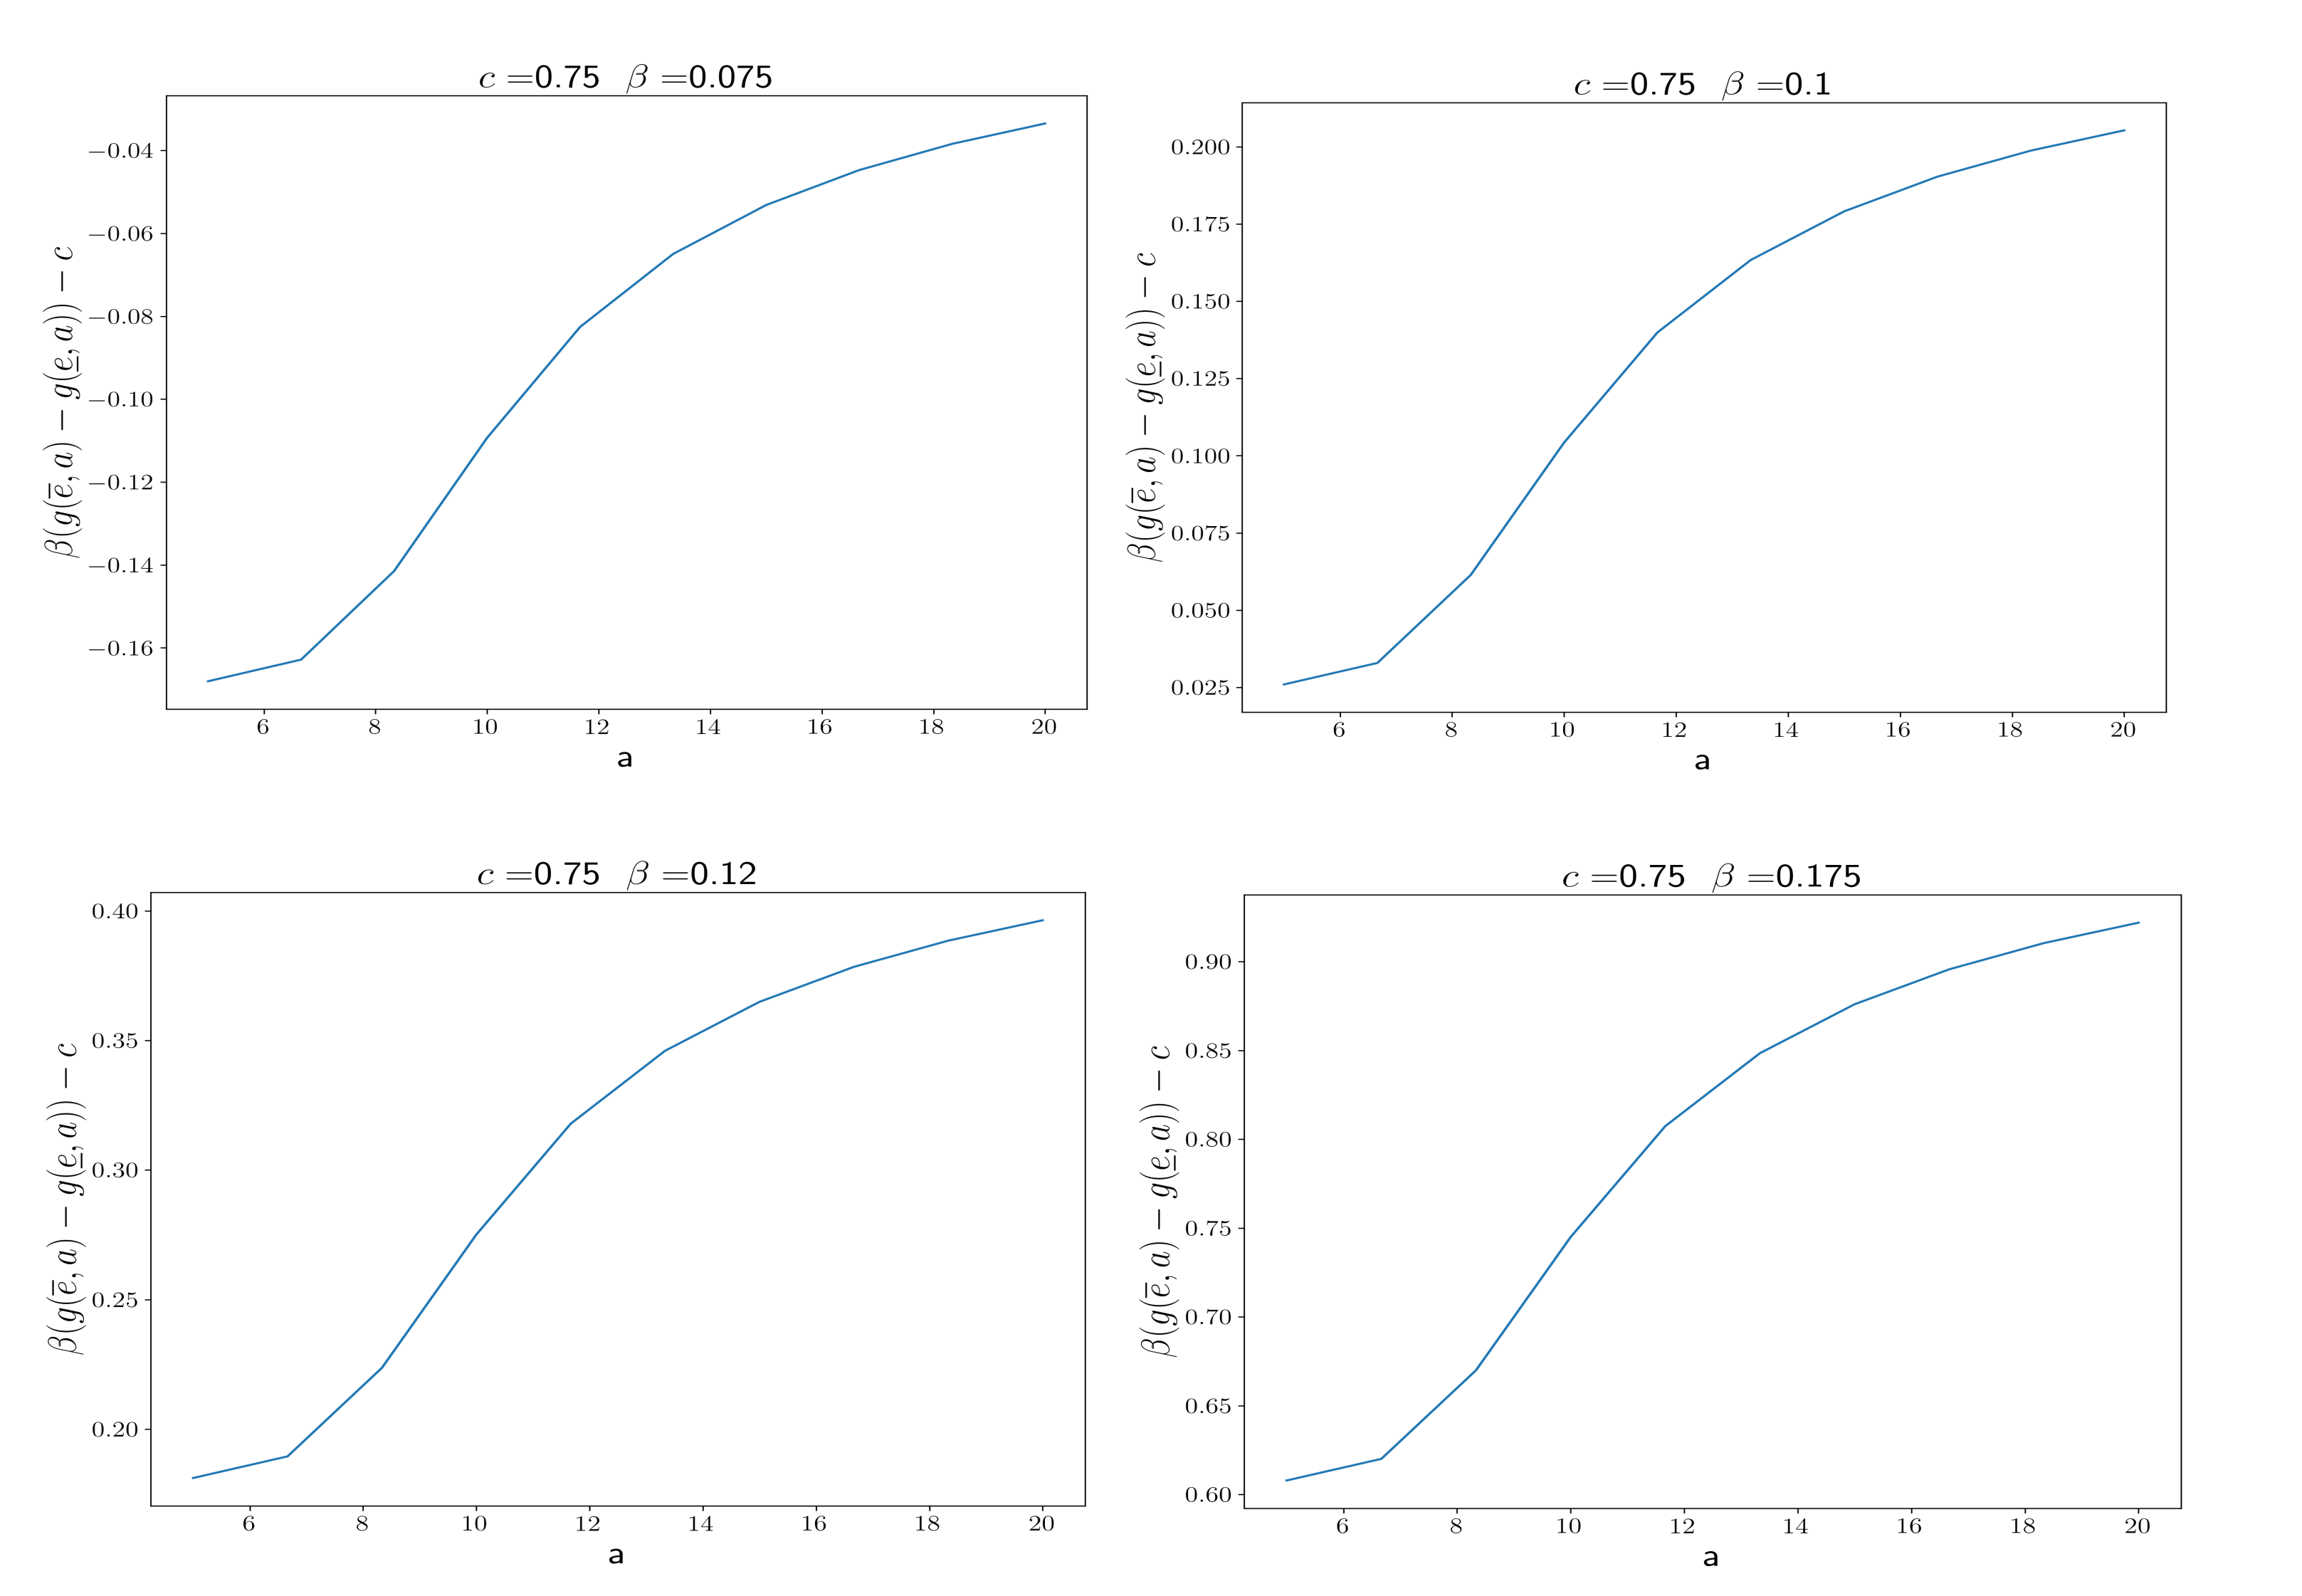 c =0.75 β =0.075
β(g(e̅, a) − g(e̲, a)) − c
−0.04
−0.06
−0.08
−0.10
−0.12
−0.14
−0.16
6 8 10 12 14 16 18 20
a
c =0.75 β =0.1
β(g(e̅, a) − g(e̲, a)) − c
0.200
0.175
0.150
0.125
0.100
0.075
0.050
0.025
6 8 10 12 14 16 18 20
a
c =0.75 β =0.12
β(g(e̅, a) − g(e̲, a)) − c
0.40
0.35
0.30
0.25
0.20
6 8 10 12 14 16 18 20
a
c =0.75 β =0.175
β(g(e̅, a) − g(e̲, a)) − c
0.90
0.85
0.80
0.75
0.70
0.65
0.60
6 8 10 12 14 16 18 20
a